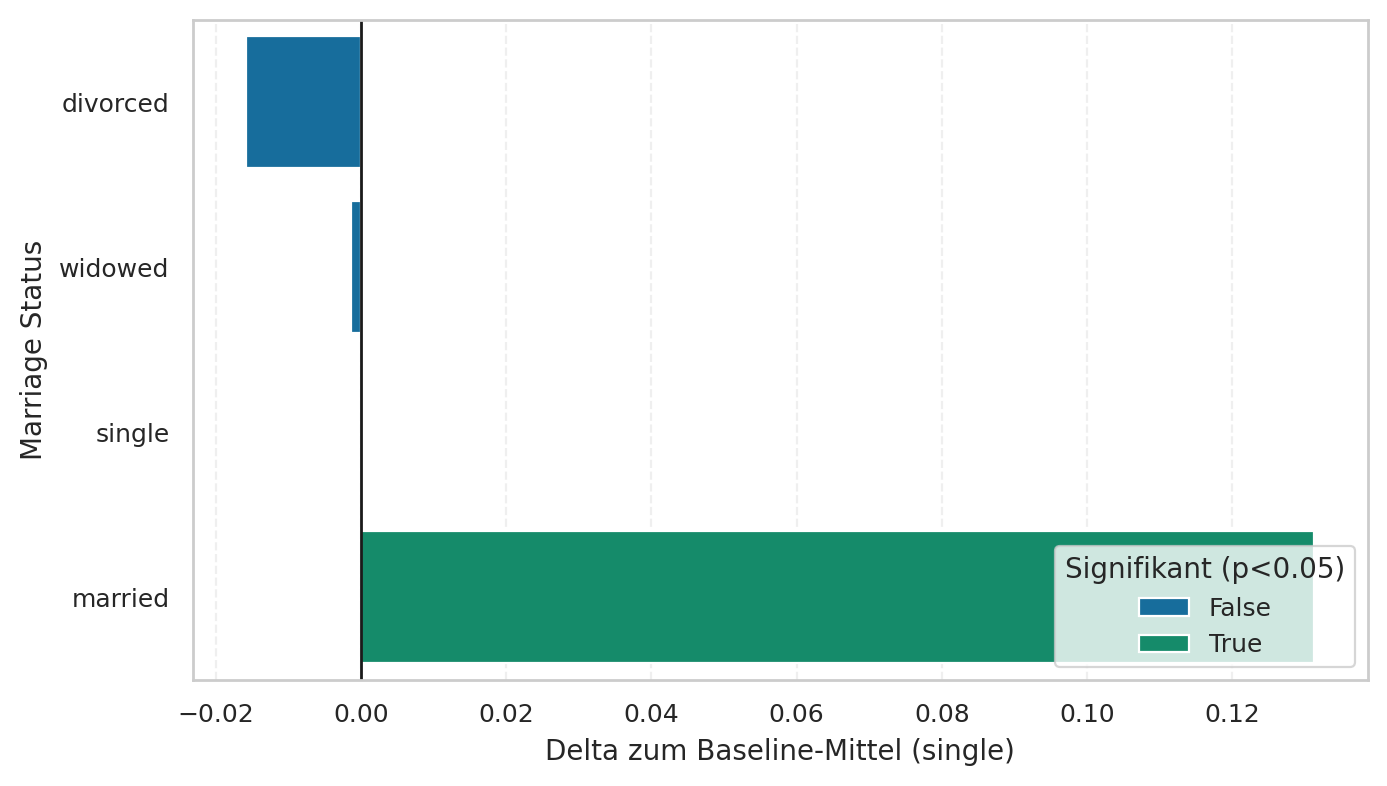 divorced
widowed
single
married
Marriage Status
Signifikant (p<0.05)
False
True
−0.02 0.00 0.02 0.04 0.06 0.08 0.10 0.12
Delta zum Baseline-Mittel (single)